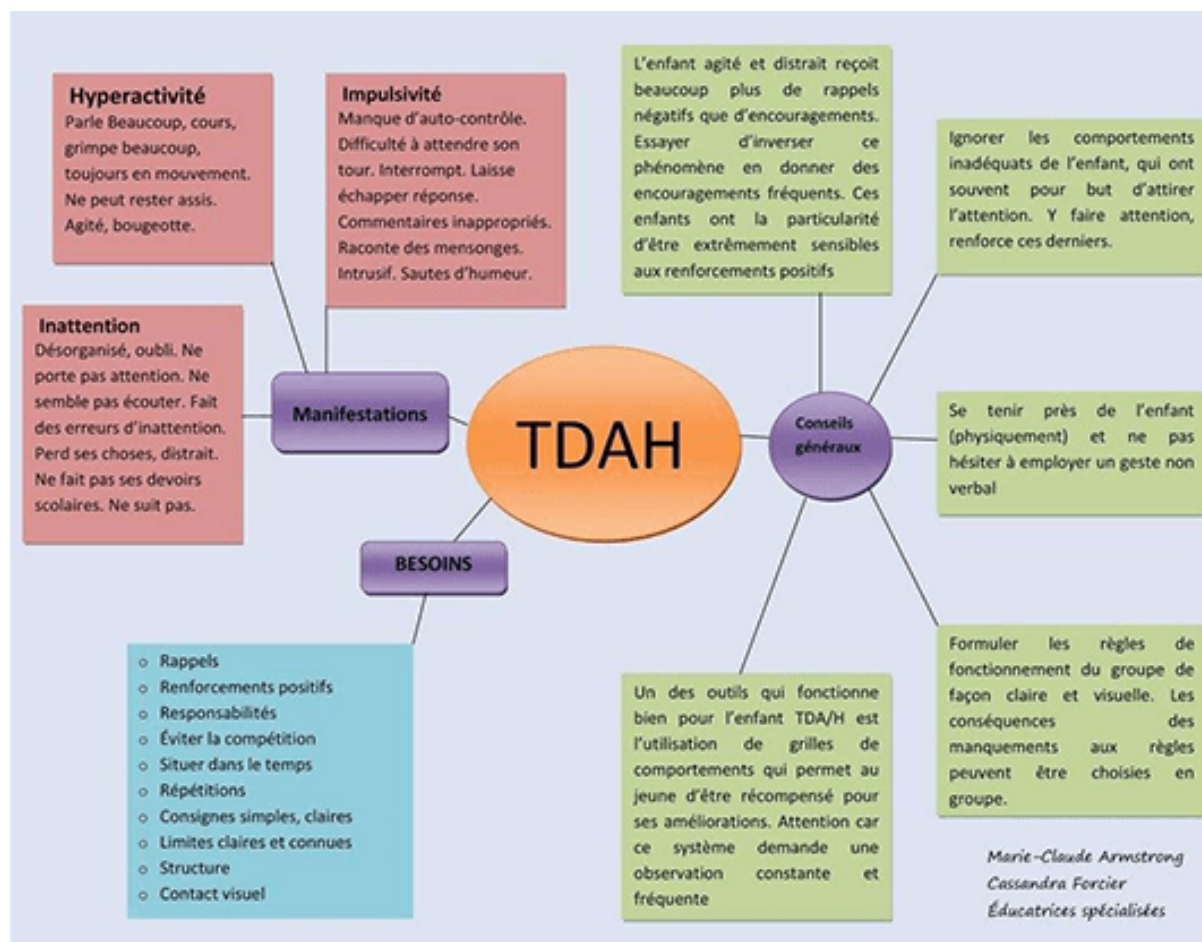 Hyperactivité
Parle Beaucoup, cours,
grimpe beaucoup,
toujours en mouvement.
Ne peut rester assis.
Agité, bougeotte.
Impulsivité
Manque d'auto-contrôle.
Difficulté à attendre son
tour. Interrompt. Laisse
échapper réponse.
Commentaires inappropriés.
Raconte des mensonges.
Intrusif. Sautes d'humeur.
Inattention
Désorganisé, oubli. Ne
porte pas attention. Ne
semble pas écouter. Fait
des erreurs d'inattention.
Perd ses choses, distrait.
Ne fait pas ses devoirs
scolaires. Ne suit pas.
Manifestations
TDAH
BESOINS
o Rappels
o Renforcements positifs
o Responsabilités
o Éviter la compétition
o Situer dans le temps
o Répétitions
o Consignes simples, claires
o Limites claires et connues
o Structure
o Contact visuel
Conseils
généraux
L'enfant agité et distrait reçoit
beaucoup plus de rappels
négatifs que d'encouragements.
Essayer d'inverser ce
phénomène en donner des
encouragements fréquents. Ces
enfants ont la particularité
d'être extrêmement sensibles
aux renforcements positifs
Ignorer les comportements
inadéquats de l'enfant, qui ont
souvent pour but d'attirer
l'attention. Y faire attention,
renforce ces derniers.
Se tenir près de l'enfant
(physiquement) et ne pas
hésiter à employer un geste non
verbal
Formuler les règles de
fonctionnement du groupe de
façon claire et visuelle. Les
conséquences des
manquements aux règles
peuvent être choisies en
groupe.
Un des outils qui fonctionne
bien pour l'enfant TDA/H est
l'utilisation de grilles de
comportements qui permet au
jeune d'être récompensé pour
ses améliorations. Attention car
ce système demande une
observation constante et
fréquente
Marie-Claude Armstrong
Cassandra Forcier
Éducatrices spécialisées